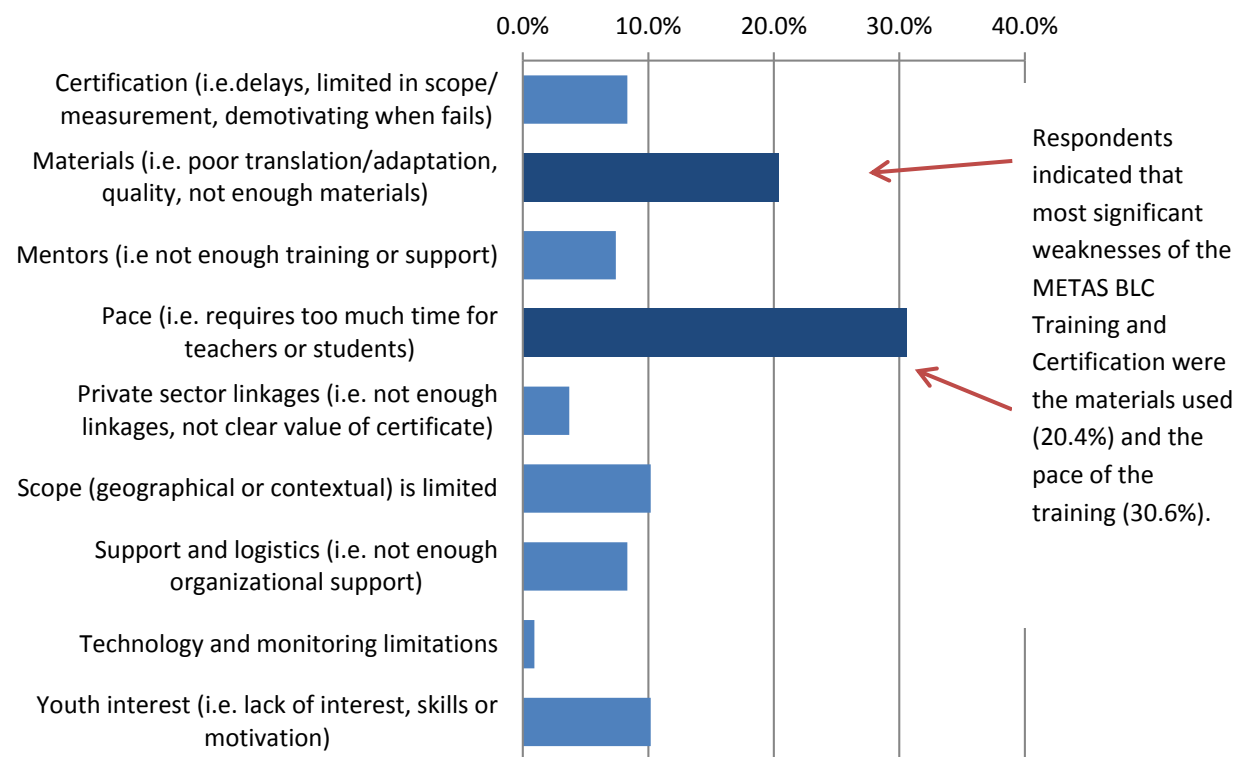 0.0% 10.0% 20.0% 30.0% 40.0%
Certification (i.e.delays, limited in scope/
measurement, demotivating when fails)
Materials (i.e. poor translation/adaptation,
quality, not enough materials)
Mentors (i.e not enough training or support)
Pace (i.e. requires too much time for
teachers or students)
Private sector linkages (i.e. not enough
linkages, not clear value of certificate)
Scope (geographical or contextual) is limited
Support and logistics (i.e. not enough
organizational support)
Technology and monitoring limitations
Youth interest (i.e. lack of interest, skills or
motivation)
Respondents
indicated that
most significant
weaknesses of the
METAS BLC
Training and
Certification were
the materials used
(20.4%) and the
pace of the
training (30.6%).